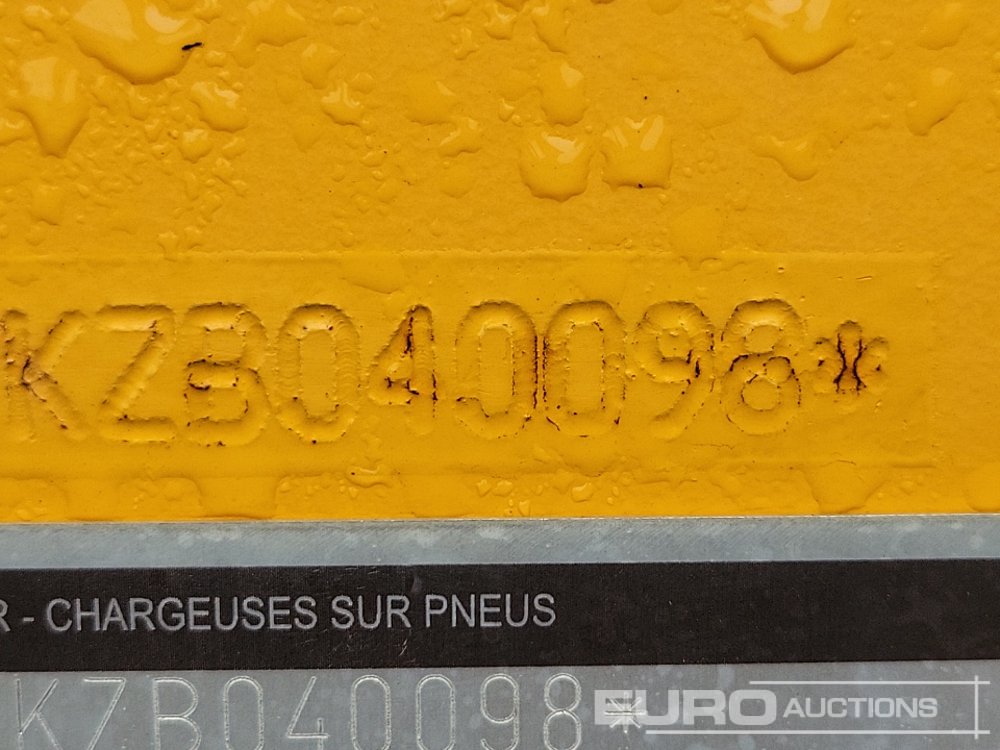 KZB040098*
R - CHARGEUSES SUR PNEUS
KZB040098*
EURO AUCTIONS